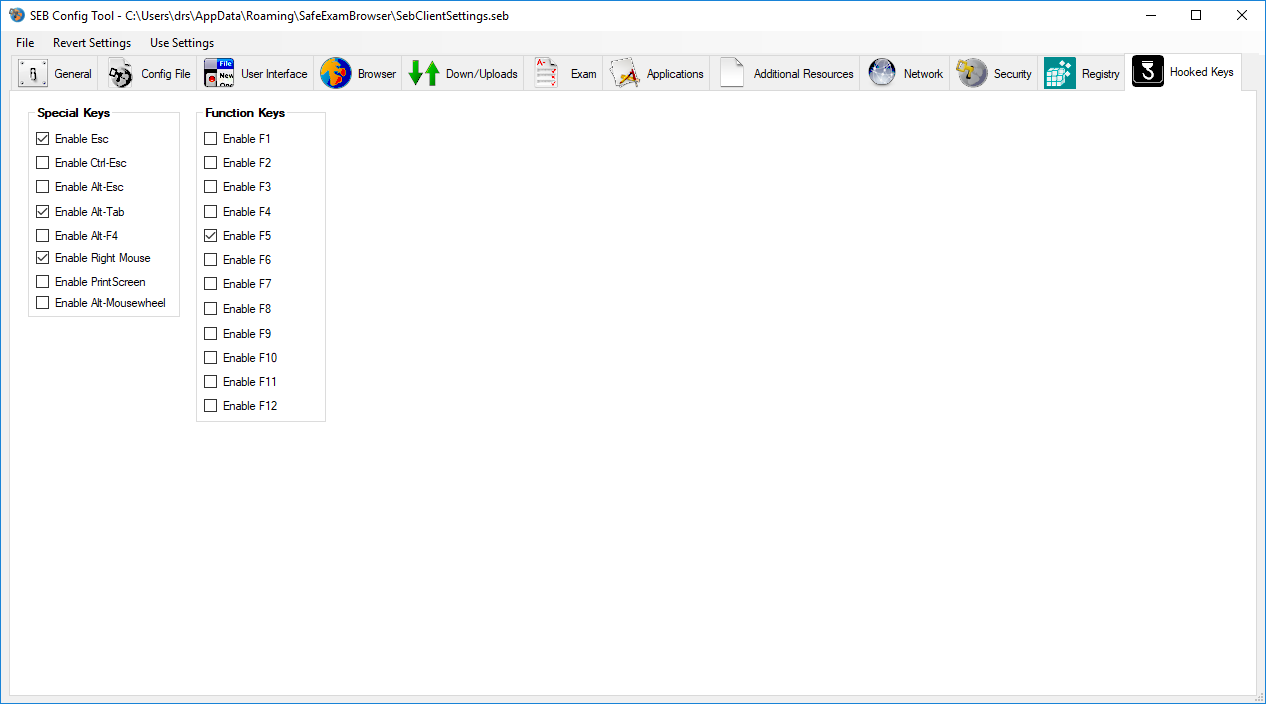 SEB Config Tool - C:\Users\drs\AppData\Roaming\SafeExamBrowser\SebClientSettings.seb
File Revert Settings Use Settings
General Config File File New One User Interface Browser Down/Uploads A- Exam Applications Additional Resources Network Security Registry Hooked Keys
Special Keys
Enable Esc
Enable Ctrl-Esc
Enable Alt-Esc
Enable Alt-Tab
Enable Alt-F4
Enable Right Mouse
Enable PrintScreen
Enable Alt-Mousewheel
Function Keys
Enable F1
Enable F2
Enable F3
Enable F4
Enable F5
Enable F6
Enable F7
Enable F8
Enable F9
Enable F10
Enable F11
Enable F12